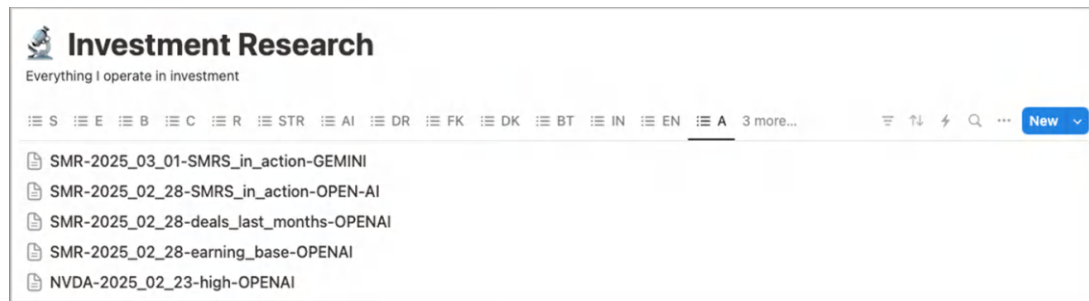 Investment Research
Everything I operate in investment
S E B C R STR AI DR FK DK BT IN EN A 3 more... New
SMR-2025_03_01-SMRS_in_action-GEMINI
SMR-2025_02_28-SMRS_in_action-OPEN-AI
SMR-2025_02_28-deals_last_months-OPENAI
SMR-2025_02_28-earning_base-OPENAI
NVDA-2025_02_23-high-OPENAI